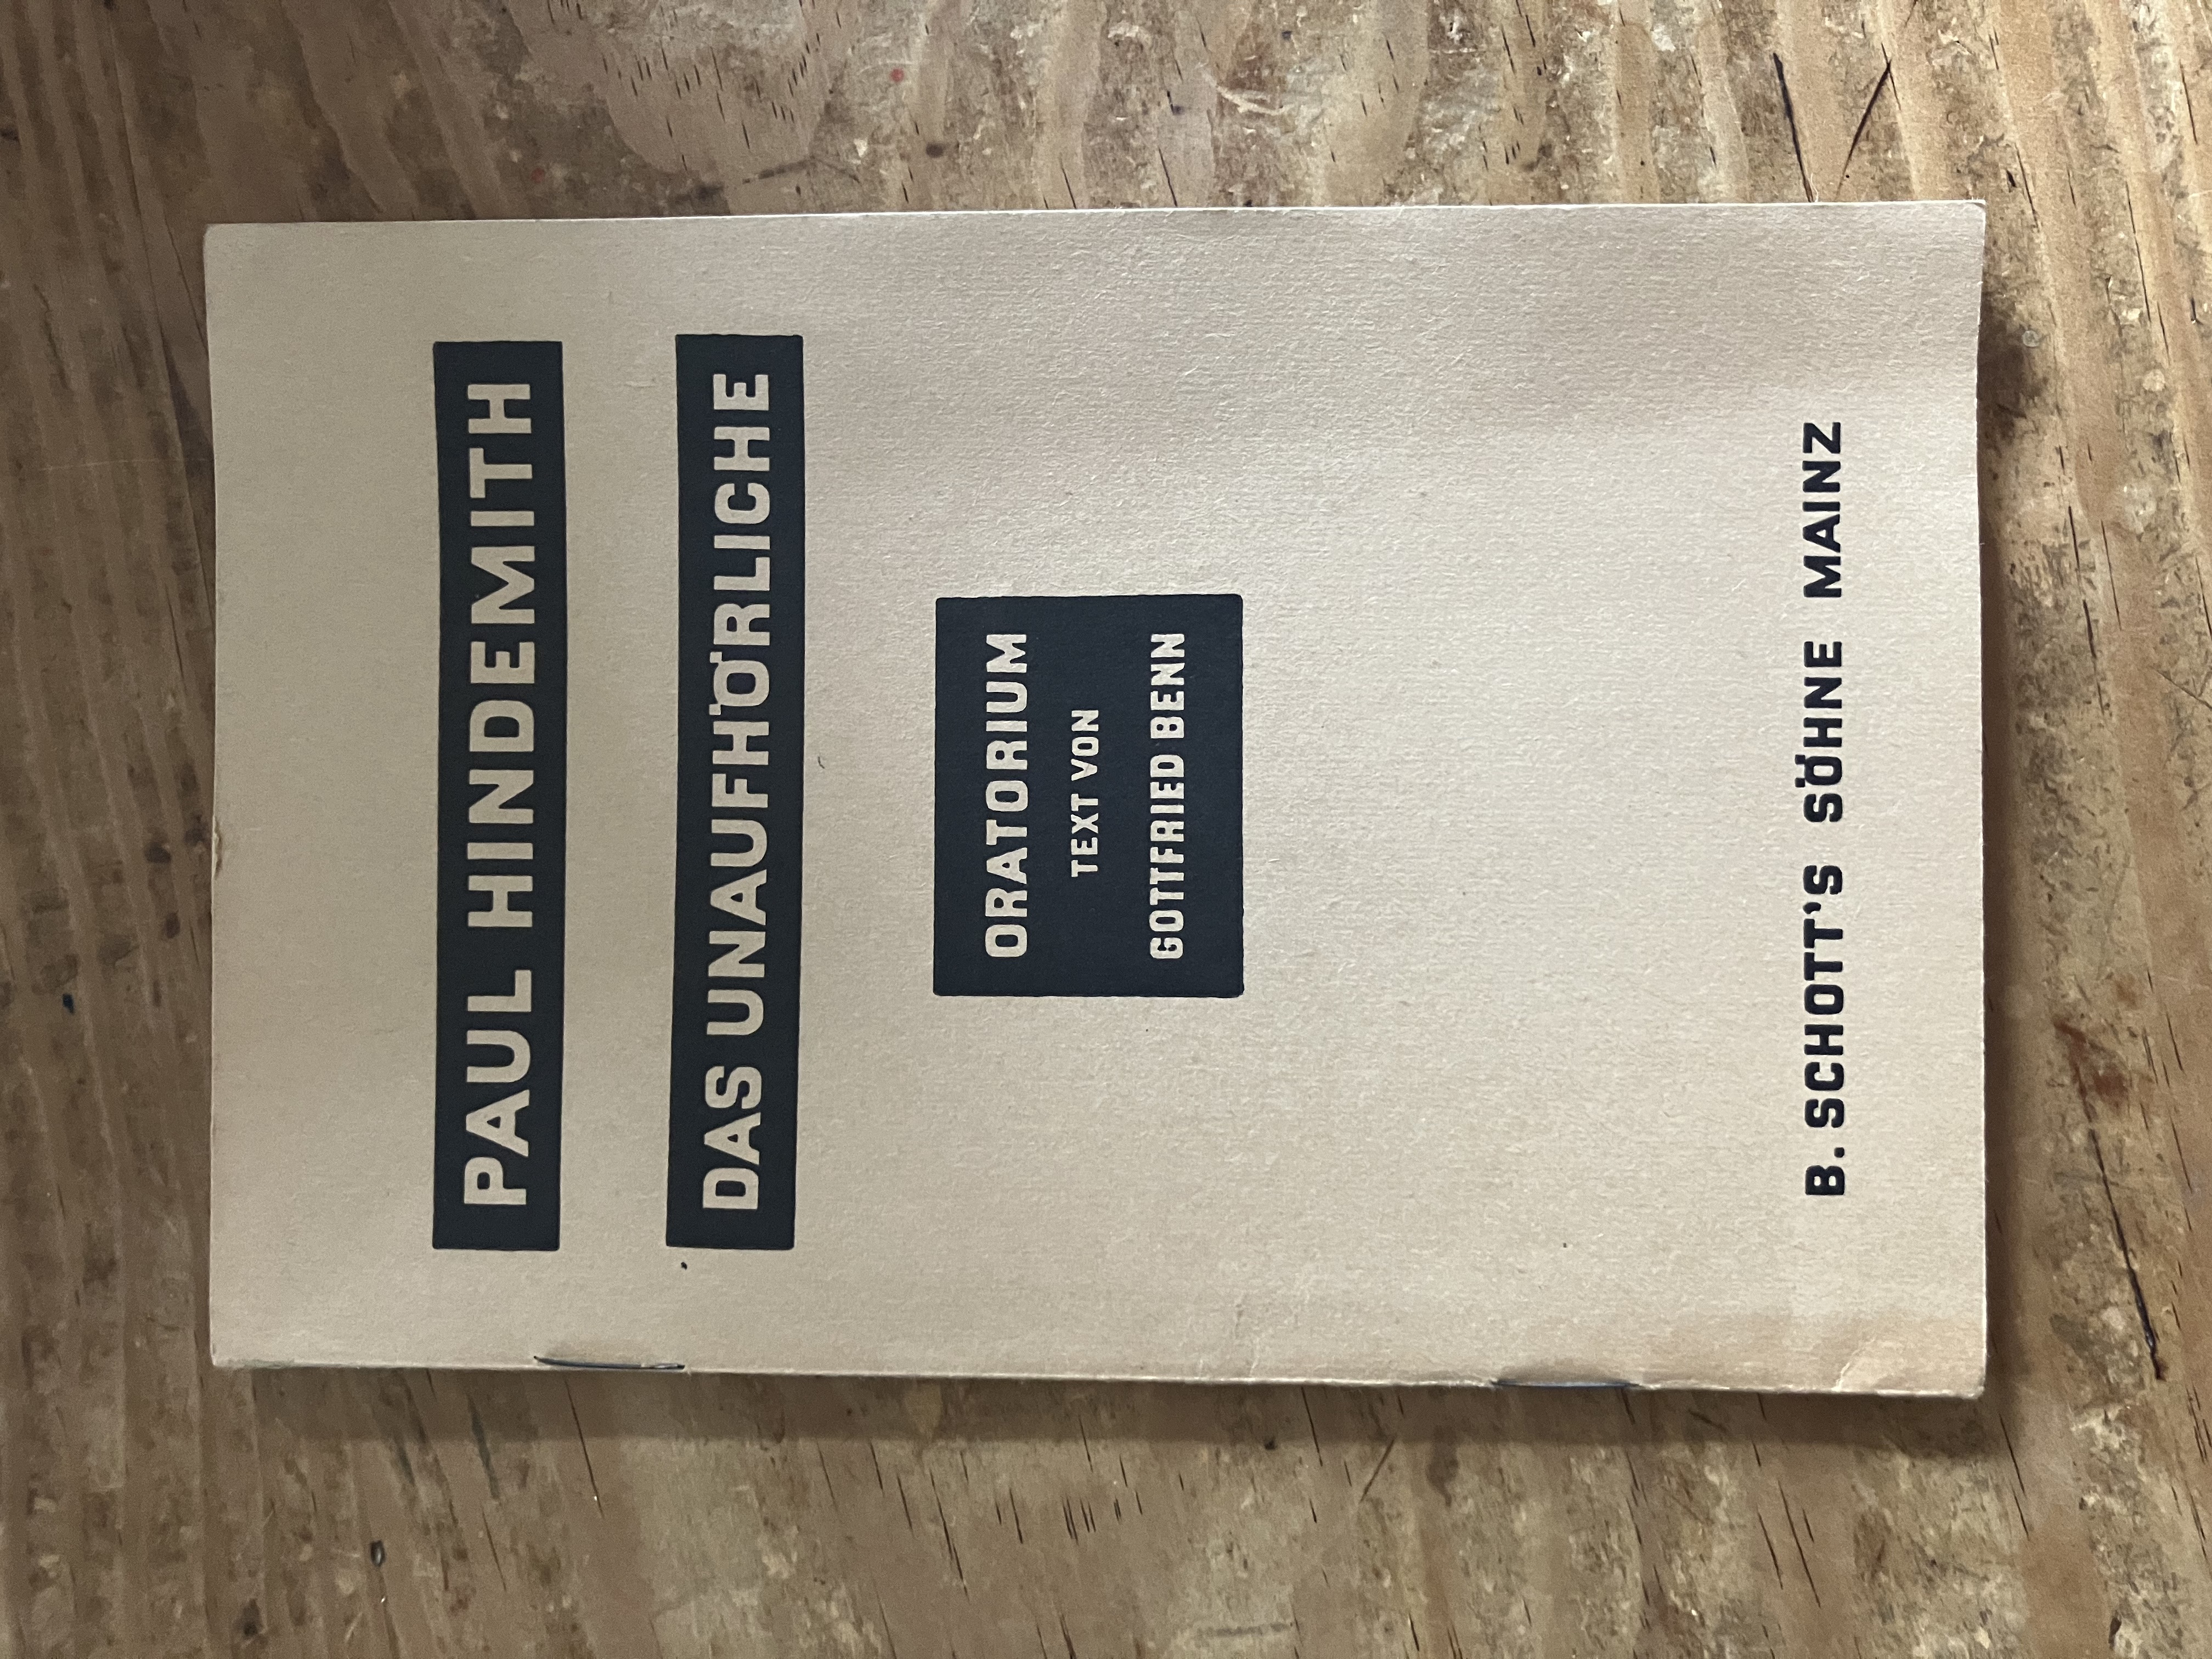 PAUL HINDEMITH
DAS UNAUFHÖRLICHE
ORATORIUM
TEXT VON
GOTTFRIED BENN
B. SCHOTT'S SÖHNE MAINZ